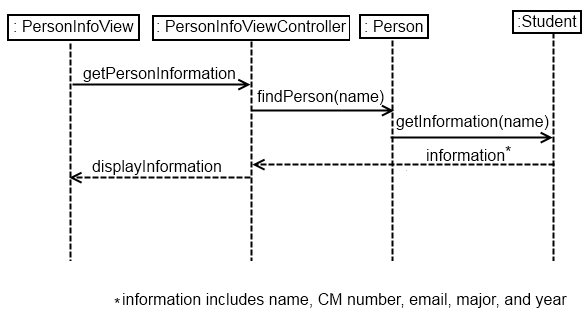 : PersonInfoView
: PersonInfoViewController
: Person
:Student
getPersonInformation
findPerson(name)
getInformation(name)
information*
displayInformation
*information includes name, CM number, email, major, and year